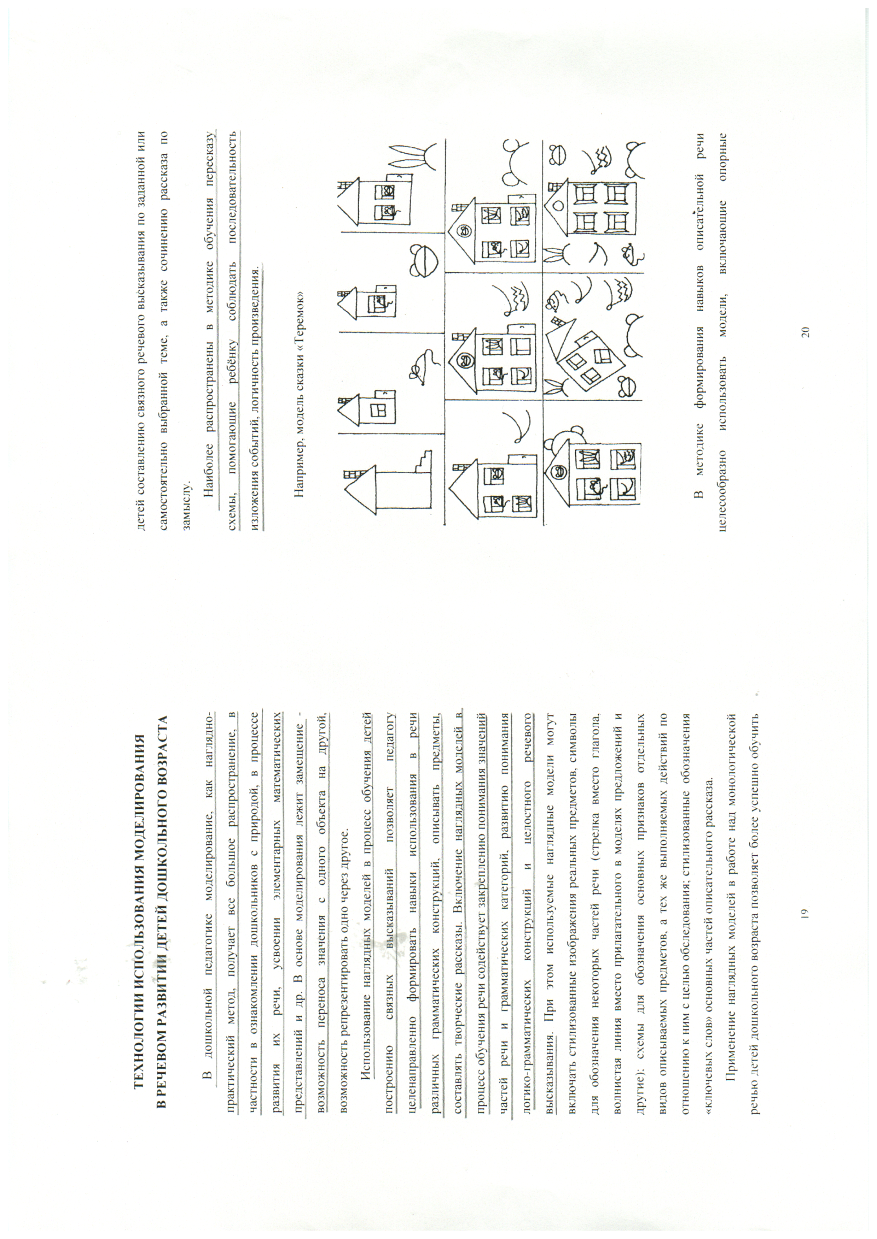 ТЕХНОЛОГИИ ИСПОЛЬЗОВАНИЯ МОДЕЛИРОВАНИЯ
В РЕЧЕВОМ РАЗВИТИИ ДЕТЕЙ ДОШКОЛЬНОГО ВОЗРАСТА
В дошкольной педагогике моделирование, как наглядно-
практический метод, получает все большое распространение, в
частности в ознакомлении дошкольников с природой, в процессе
развития их речи, усвоении элементарных математических
представлений и др. В основе моделирования лежит замещение -
возможность переноса значения с одного объекта на другой,
возможность репрезентировать одно через другое.
Использование наглядных моделей в процесс обучения детей
построению связных высказываний позволяет педагогу
целенаправленно формировать навыки использования в речи
различных грамматических конструкций, описывать предметы,
составлять творческие рассказы. Включение наглядных моделей в
процесс обучения речи содействует закреплению понимания значений
частей речи и грамматических категорий, развитию понимания
логико-грамматических конструкций и целостного речевого
высказывания. При этом используемые наглядные модели могут
включать стилизованные изображения реальных предметов, символы
для обозначения некоторых частей речи (стрелка вместо глагола,
волнистая линия вместо прилагательного в моделях предложений и
другие); схемы для обозначения основных признаков отдельных
видов описываемых предметов, а тех же выполняемых действий по
отношению к ним с целью обследования; стилизованные обозначения
«ключевых слов» основных частей описательного рассказа.
Применение наглядных моделей в работе над монологической
речью детей дошкольного возраста позволяет более успешно обучить
19
детей составлению связного речевого высказывания по заданной или
самостоятельно выбранной теме, а также сочинению рассказа по
замыслу.
Наиболее распространены в методике обучения пересказу
схемы, помогающие ребёнку соблюдать последовательность
изложения событий, логичность произведения.
Например, модель сказки «Теремок»
В методике формирования навыков описательной речи
целесообразно использовать модели, включающие опорные
20